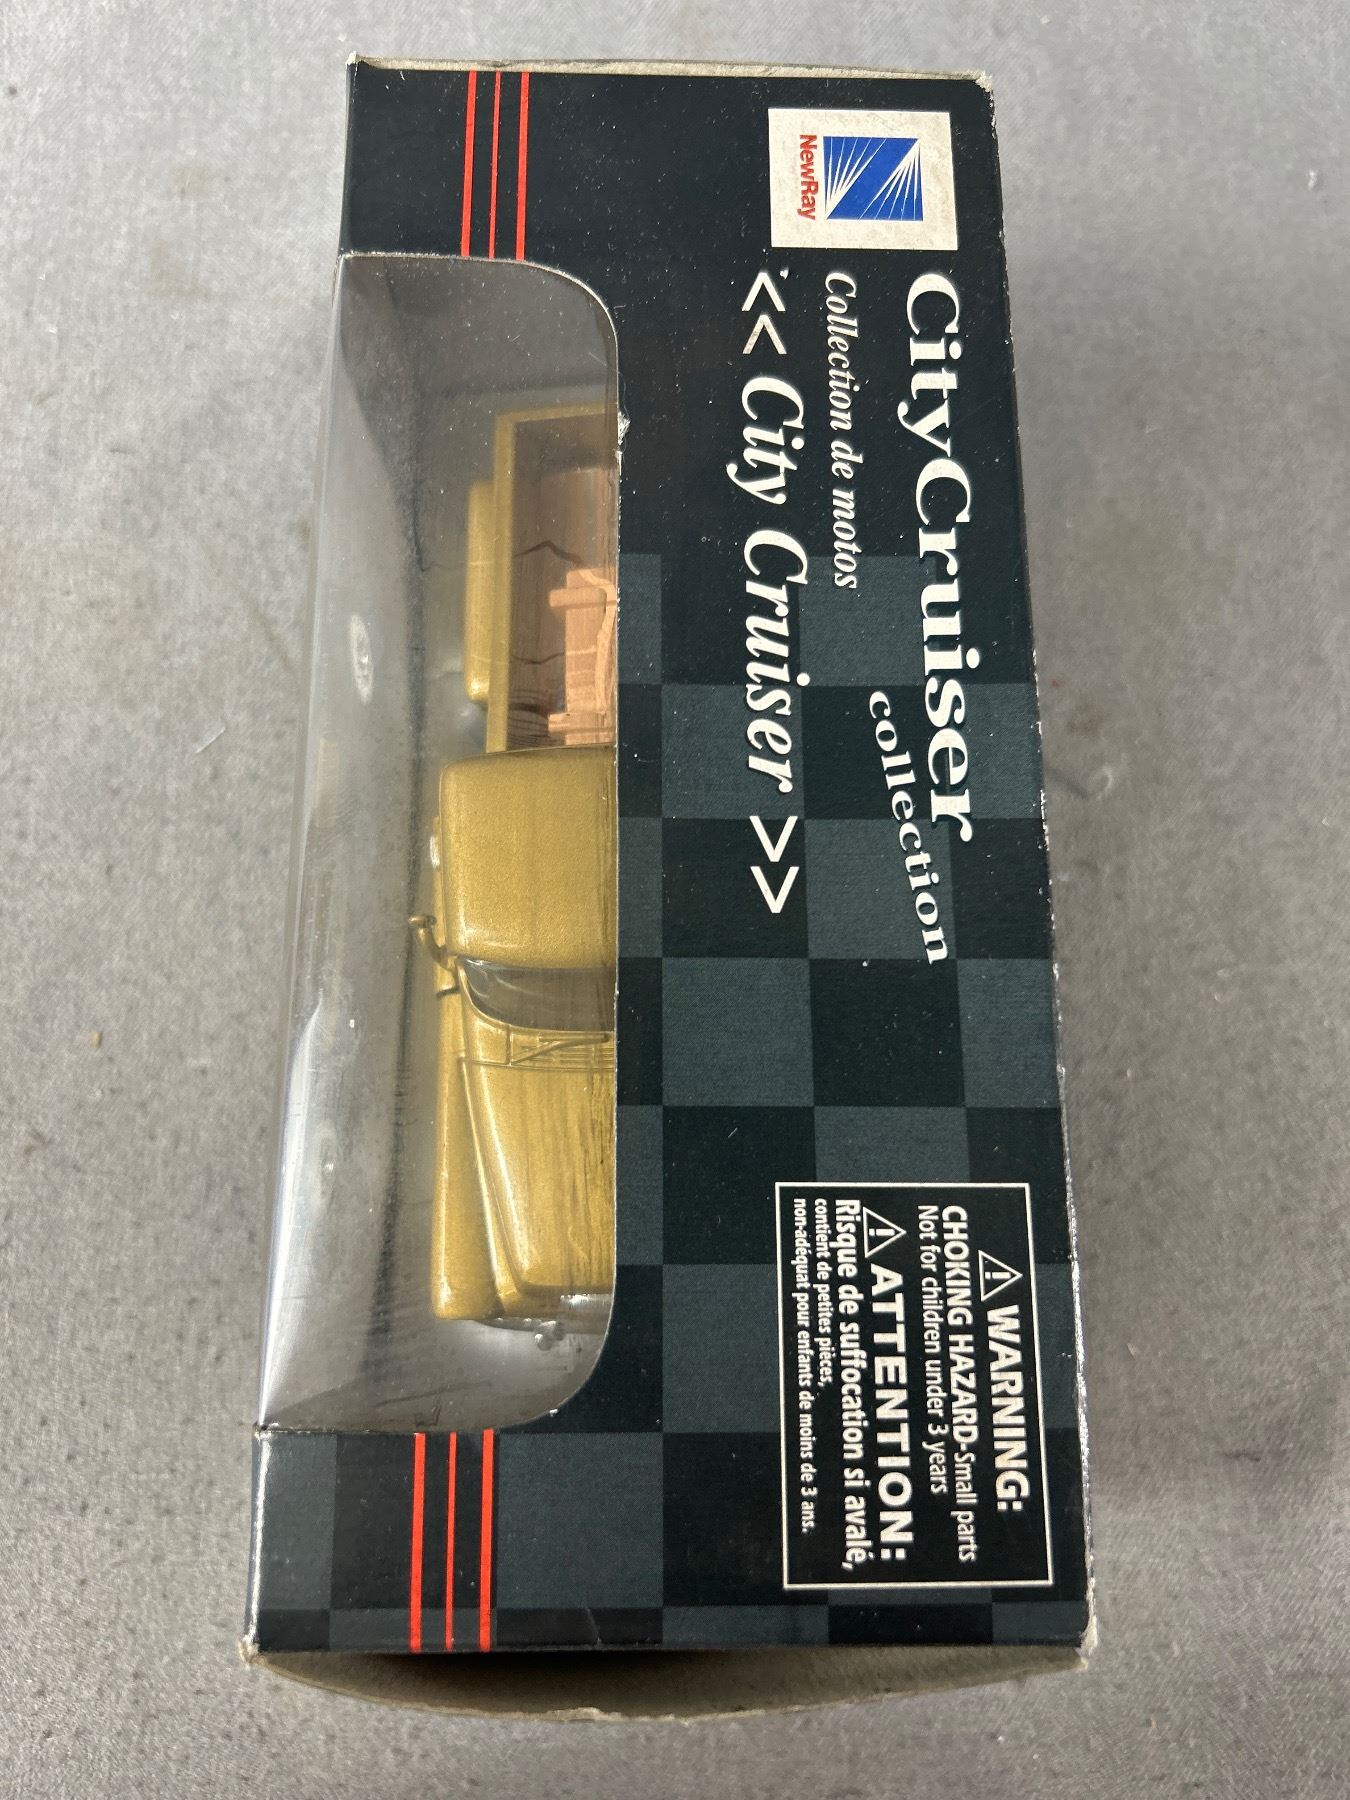 NewRay
CityCruiser
collection
Collection de motos
<< City Cruiser >>
WARNING:
CHOKING HAZARD-Small parts
Not for children under 3 years
ATTENTION:
Risque de suffocation si avalé,
contient de petites pièces,
non-adéquat pour enfants de moins de 3 ans.